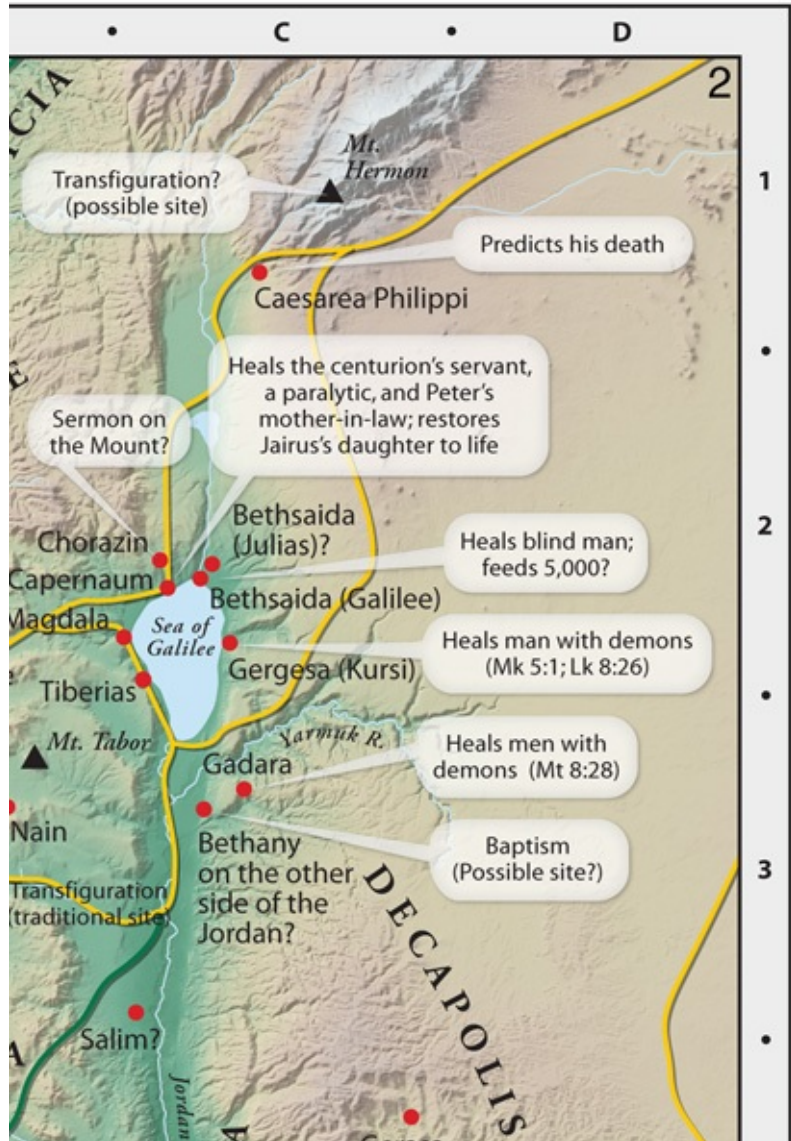 C
D
2
CIA
Mt.
Hermon
1
Transfiguration?
(possible site)
Predicts his death
Caesarea Philippi
Heals the centurion’s servant,
a paralytic, and Peter’s
mother-in-law; restores
Jairus’s daughter to life
E
Sermon on
the Mount?
2
Bethsaida
(Julias)?
Chorazin
Capernaum
Heals blind man;
feeds 5,000?
Bethsaida (Galilee)
Magdala
Sea of
Galilee
Heals man with demons
(Mk 5:1; Lk 8:26)
Gergesa (Kursi)
Tiberias
Yarmuk R.
Mt. Tabor
Heals men with
demons (Mt 8:28)
Gadara
Nain
Bethany
on the other
side of the
Jordan?
Baptism
(Possible site?)
3
Transfiguration
(traditional site)
DECAPOLIS
Salim?
A
Jordan
A